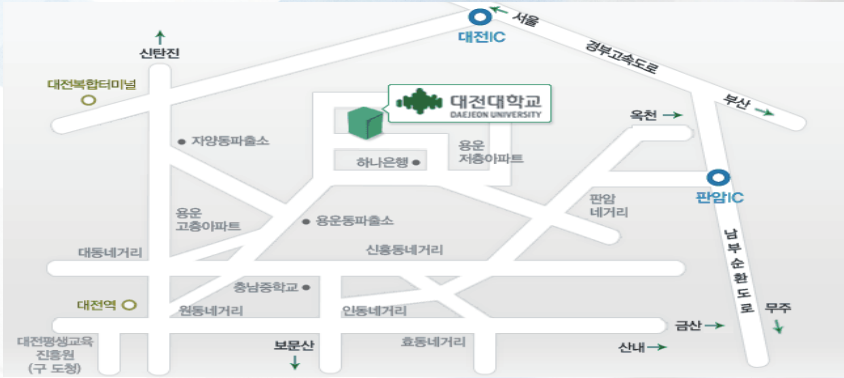 서울
대전IC
신탄진
경부고속도로
대전복합터미널
부산
대전대학교
DAEJEON UNIVERSITY
옥천
자양동파출소
용운
저층아파트
하나은행
판암IC
판암
네거리
용운
고층아파트
용운동파출소
남부순환도로
대동네거리
신흥동네거리
충남중학교
대전역
원동네거리
인동네거리
무주
금산
대전평생교육
진흥원
(구 도청)
보문산
효동네거리
산내